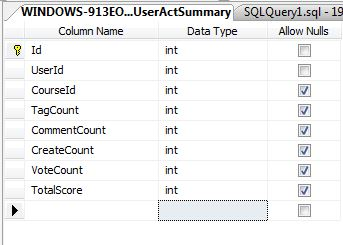 WINDOWS-913EO...UserActSummary SQLQuery1.sql - 19
Column Name Data Type Allow Nulls
Id int
UserId int
CourseId int
TagCount int
CommentCount int
CreateCount int
VoteCount int
TotalScore int